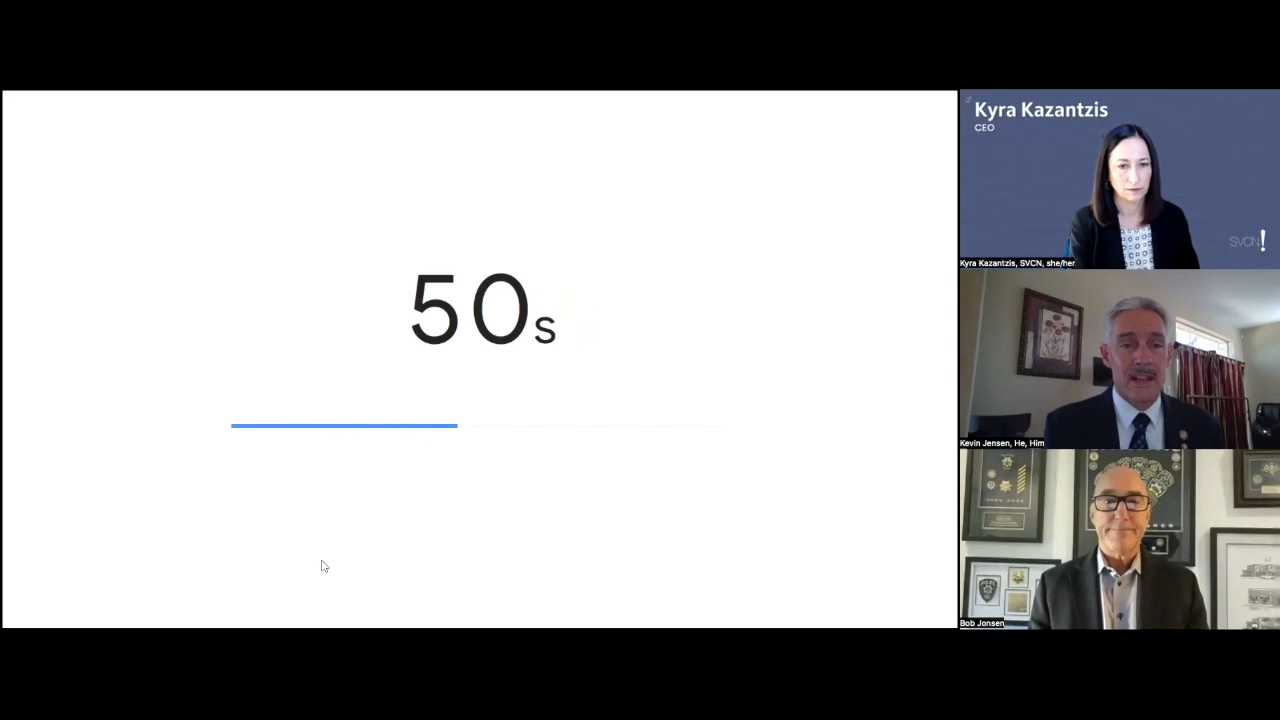 50s
Kyra Kazantzis
CEO
SVCN!
Kyra Kazantzis, SVCN, she/her
Kevin Jensen, He, Him
Bob Jonsen